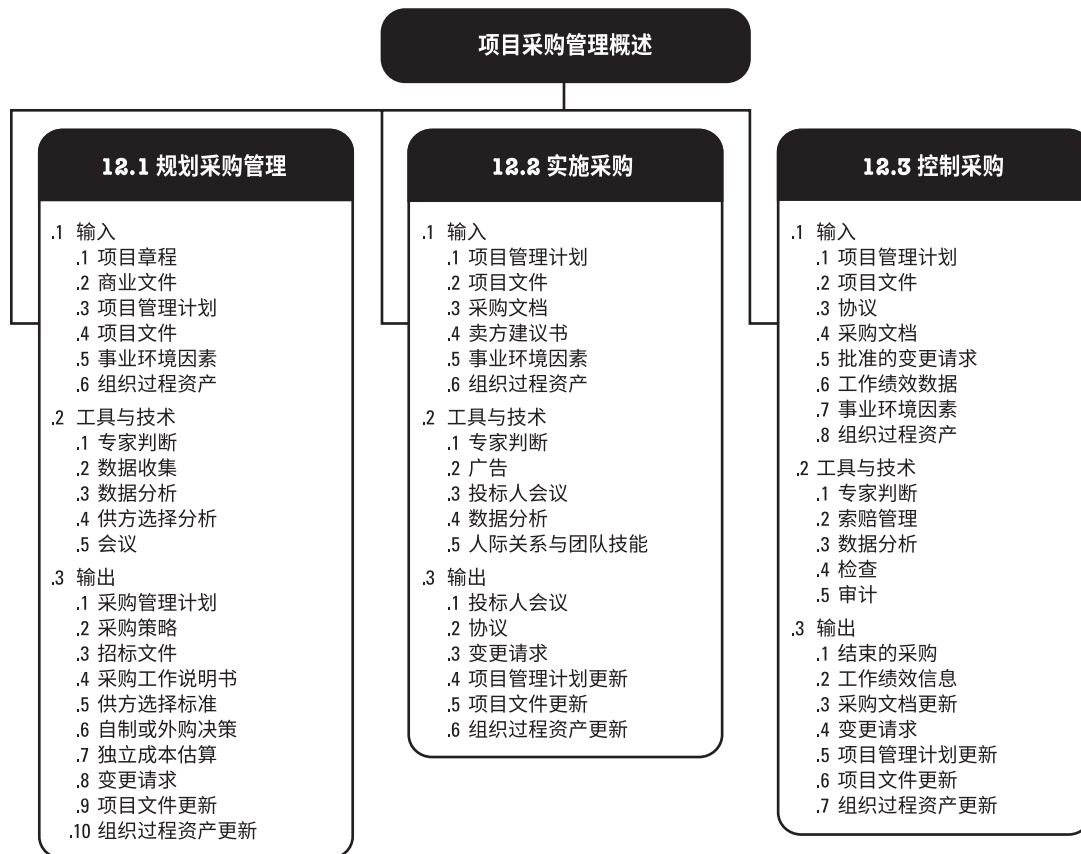 项目采购管理概述
12.1 规划采购管理
.1 输入
.1 项目章程
.2 商业文件
.3 项目管理计划
.4 项目文件
.5 事业环境因素
.6 组织过程资产
.2 工具与技术
.1 专家判断
.2 数据收集
.3 数据分析
.4 供方选择分析
.5 会议
.3 输出
.1 采购管理计划
.2 采购策略
.3 招标文件
.4 采购工作说明书
.5 供方选择标准
.6 自制或外购决策
.7 独立成本估算
.8 变更请求
.9 项目文件更新
.10 组织过程资产更新
12.2 实施采购
.1 输入
.1 项目管理计划
.2 项目文件
.3 采购文档
.4 卖方建议书
.5 事业环境因素
.6 组织过程资产
.2 工具与技术
.1 专家判断
.2 广告
.3 投标人会议
.4 数据分析
.5 人际关系与团队技能
.3 输出
.1 投标人会议
.2 协议
.3 变更请求
.4 项目管理计划更新
.5 项目文件更新
.6 组织过程资产更新
12.3 控制采购
.1 输入
.1 项目管理计划
.2 项目文件
.3 协议
.4 采购文档
.5 批准的变更请求
.6 工作绩效数据
.7 事业环境因素
.8 组织过程资产
.2 工具与技术
.1 专家判断
.2 索赔管理
.3 数据分析
.4 检查
.5 审计
.3 输出
.1 结束的采购
.2 工作绩效信息
.3 采购文档更新
.4 变更请求
.5 项目管理计划更新
.6 项目文件更新
.7 组织过程资产更新